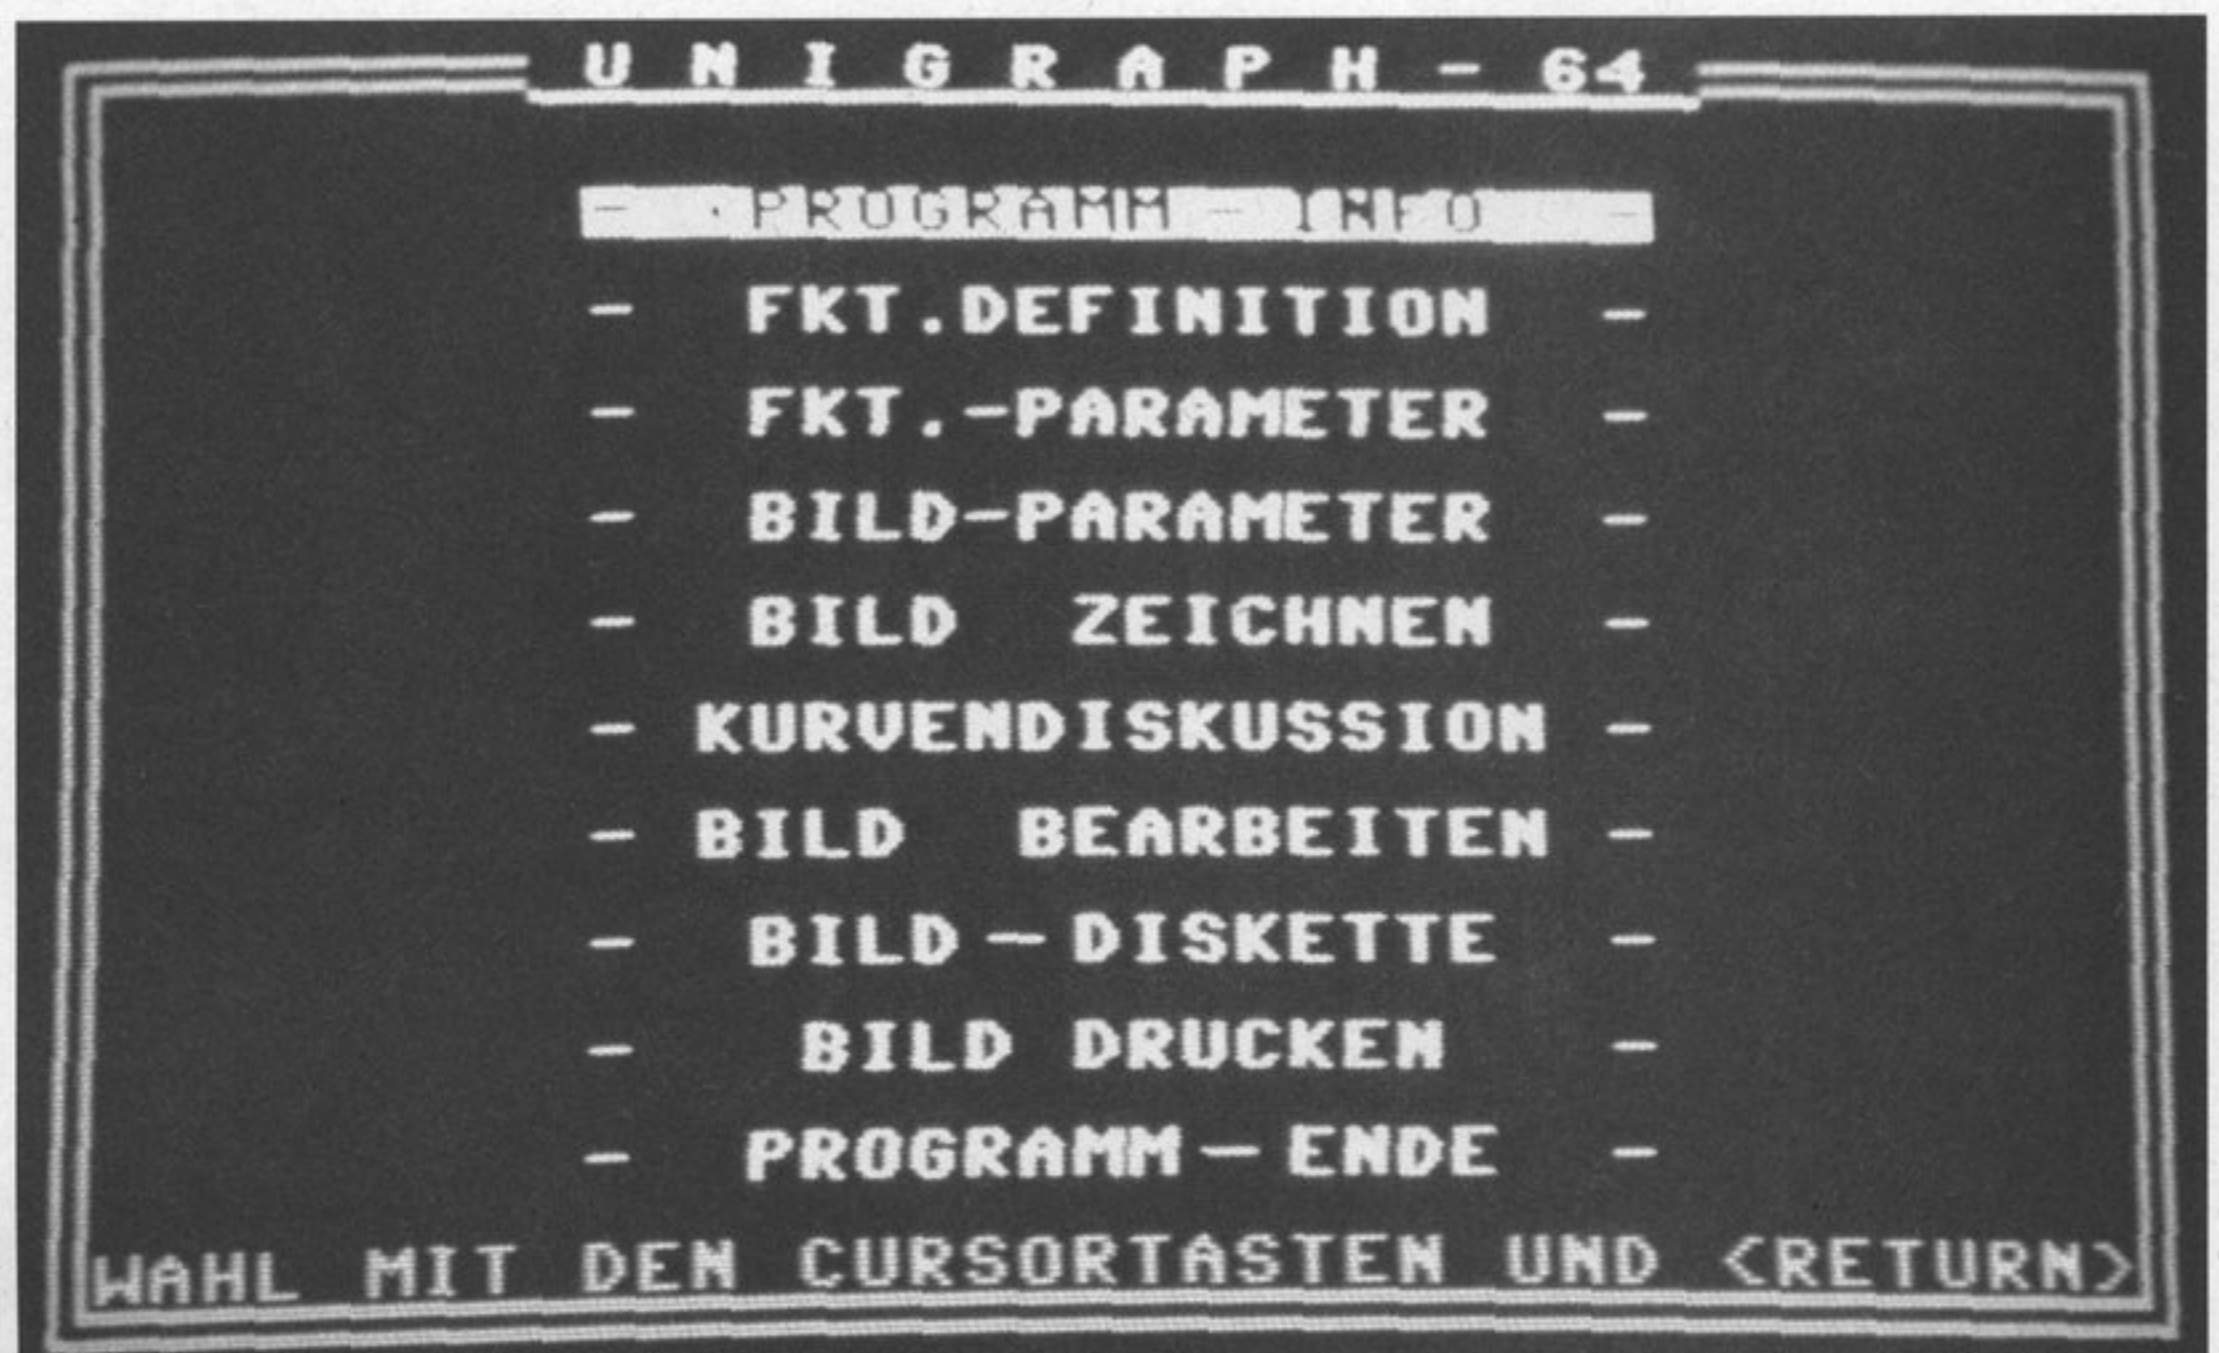 U N I G R A P H - 64
- PROGRAMM - INFO -
- FKT.DEFINITION -
- FKT.-PARAMETER -
- BILD-PARAMETER -
- BILD ZEICHNEN -
- KURVENDISKUSSION -
- BILD BEARBEITEN -
- BILD - DISKETTE -
- BILD DRUCKEN -
- PROGRAMM - ENDE -
WAHL MIT DEN CURSORTASTEN UND <RETURN>